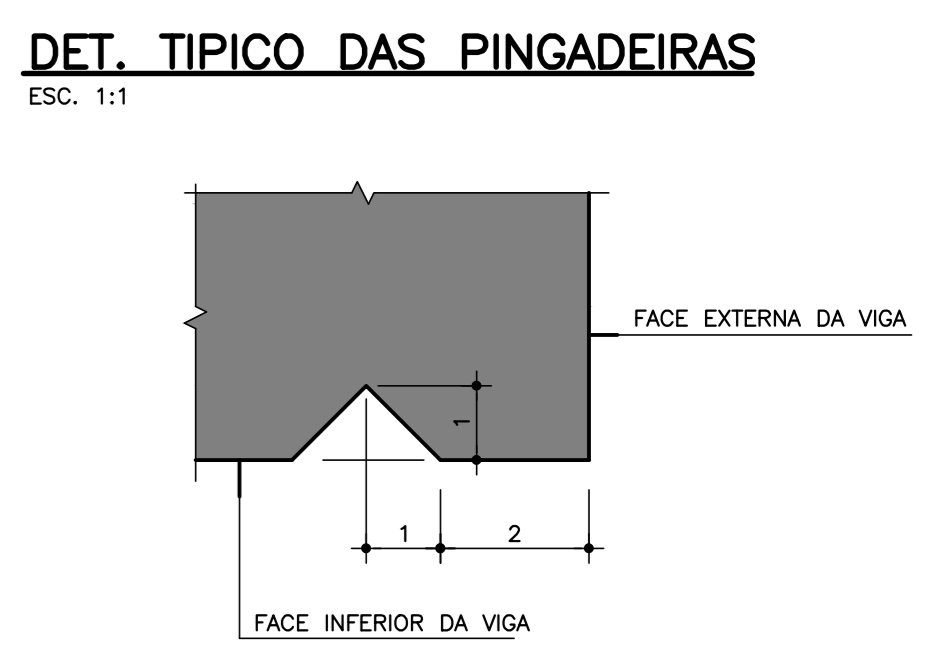 DET. TIPICO DAS PINGADEIRAS
ESC. 1:1
FACE EXTERNA DA VIGA
1
1 2
FACE INFERIOR DA VIGA